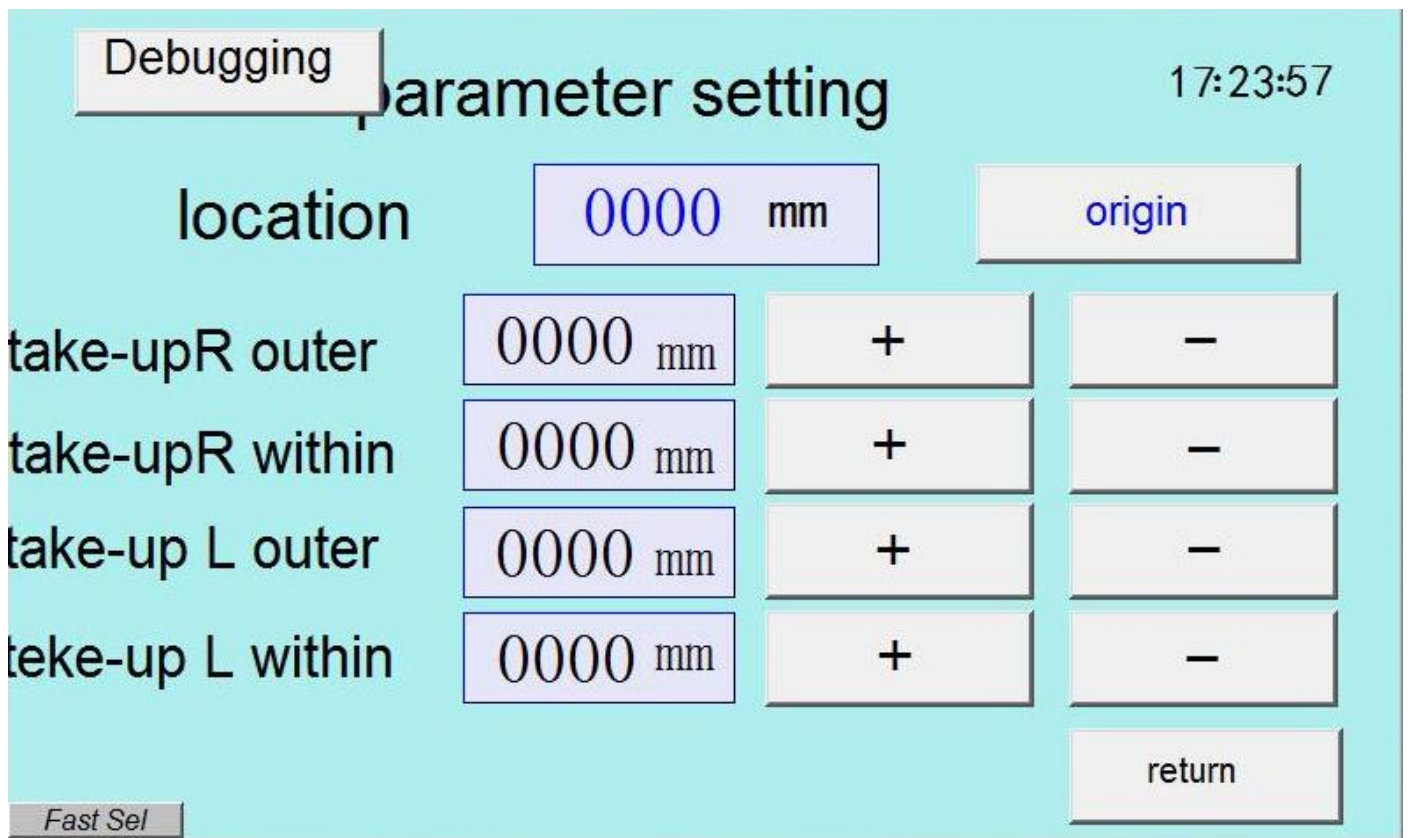 Debugging
parameter setting
17:23:57
location 0000 mm origin
take-upR outer 0000 mm + −
take-upR within 0000 mm + −
take-up L outer 0000 mm + −
teke-up L within 0000 mm + −
return
Fast Sel